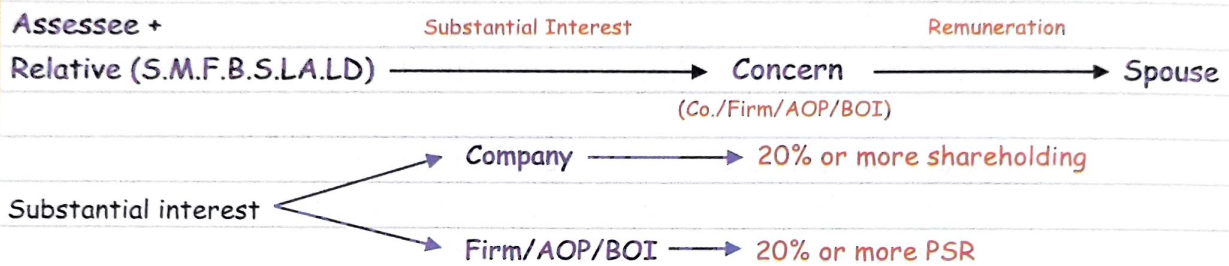 Assessee + Substantial Interest Remuneration
Relative (S.M.F.B.S.LA.LD) Concern Spouse
(Co./Firm/AOP/BOI)
Company 20% or more shareholding
Substantial interest
Firm/AOP/BOI 20% or more PSR